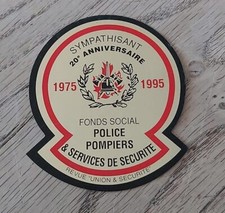 SYMPATHISANT
20e ANNIVERSAIRE
1975 1995
FONDS SOCIAL
POLICE
POMPIERS
& SERVICES DE SECURITE
REVUE "UNION & SECURITE"